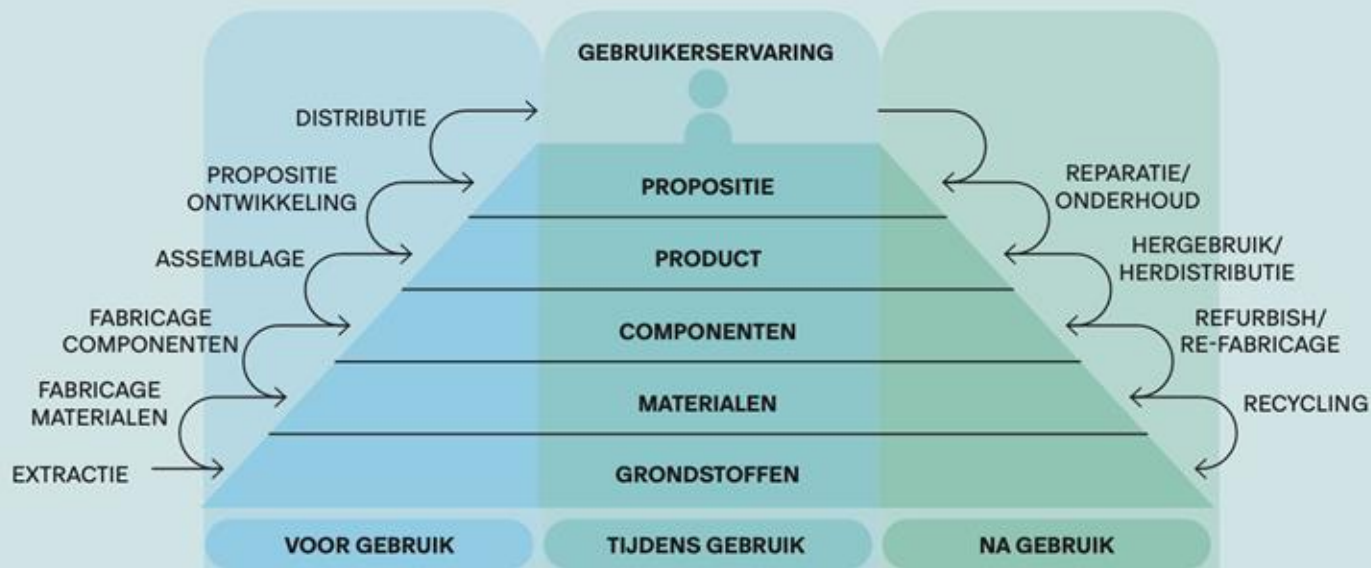 GEBRUIKERSERVARING
DISTRIBUTIE
PROPOSITIE
ONTWIKKELING
ASSEMBLAGE
FABRICAGE
COMPONENTEN
FABRICAGE
MATERIALEN
EXTRACTIE
PROPOSITIE
PRODUCT
COMPONENTEN
MATERIALEN
GRONDSTOFFEN
REPARATIE/
ONDERHOUD
HERGEBRUIK/
HERDISTRIBUTIE
REFURBISH/
RE-FABRICAGE
RECYCLING
VOOR GEBRUIK
TIJDENS GEBRUIK
NA GEBRUIK